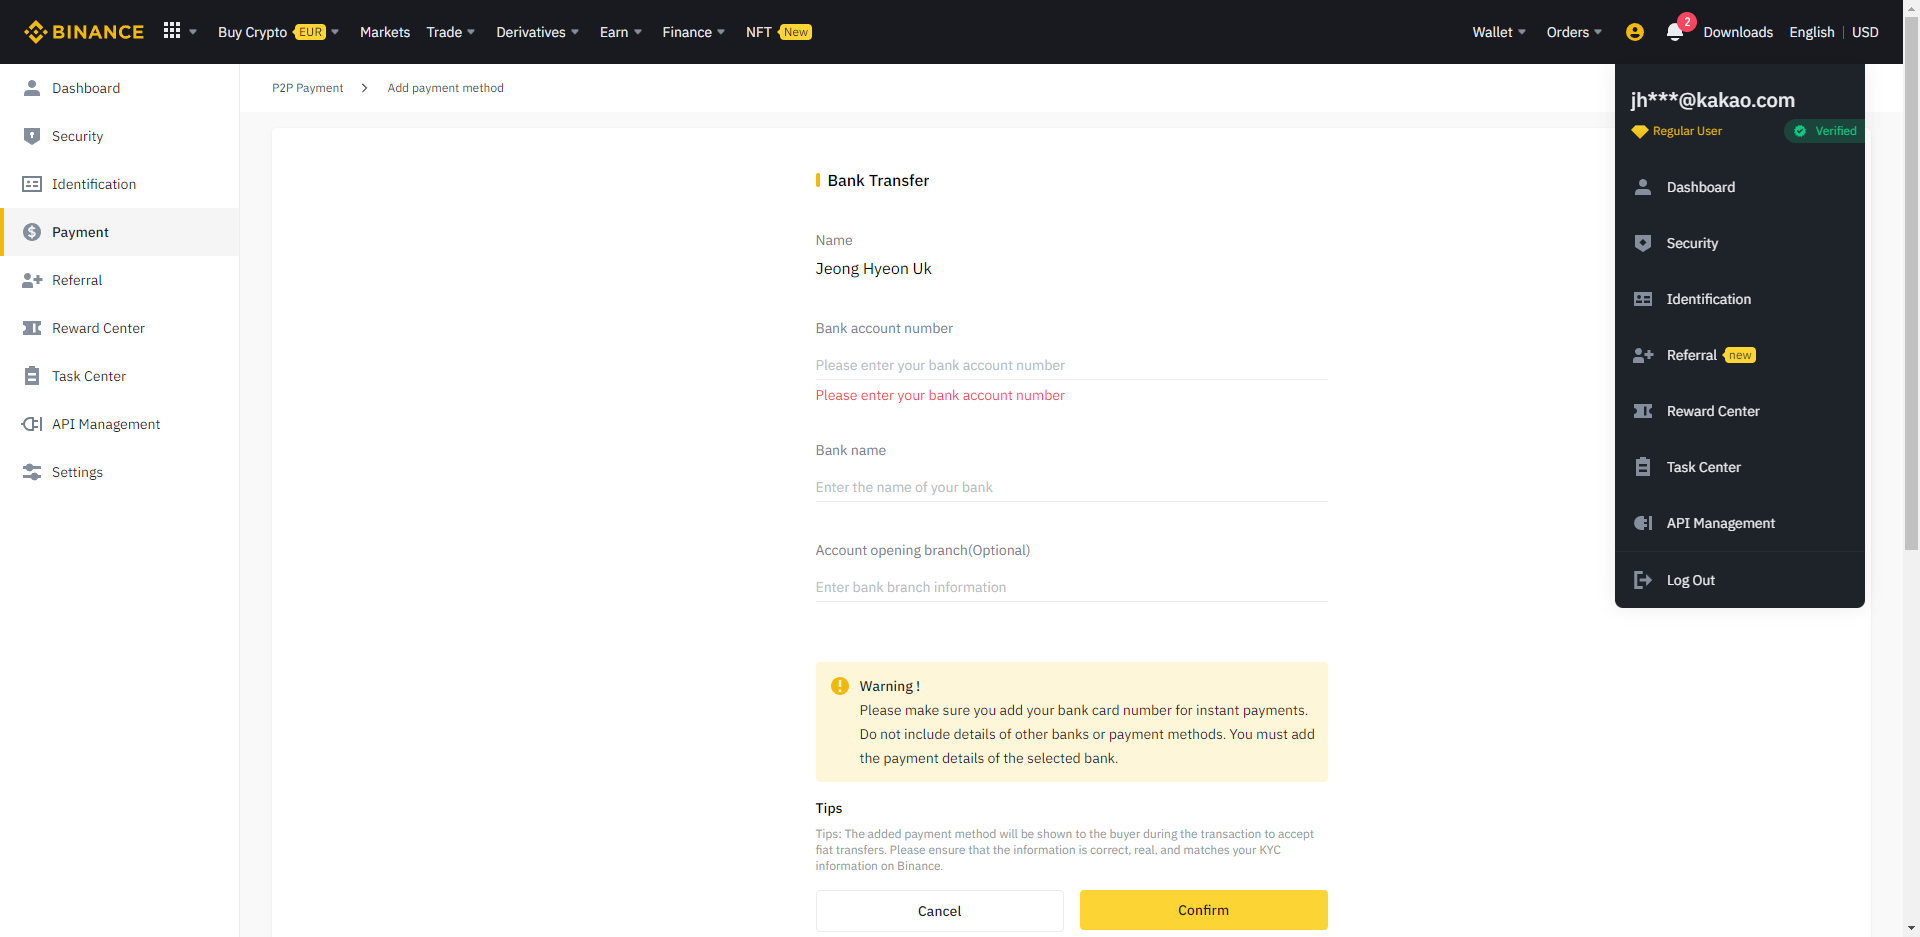 BINANCE
Buy Crypto EUR
Markets
Trade
Derivatives
Earn
Finance
NFT New
Wallet
Orders
2
Downloads
English
USD
Dashboard
Security
Identification
Payment
Referral
Reward Center
Task Center
API Management
Settings
P2P Payment > Add payment method
Bank Transfer
Name
Jeong Hyeon Uk
Bank account number
Please enter your bank account number
Please enter your bank account number
Bank name
Enter the name of your bank
Account opening branch(Optional)
Enter bank branch information
Warning !
Please make sure you add your bank card number for instant payments.
Do not include details of other banks or payment methods. You must add
the payment details of the selected bank.
Tips
Tips: The added payment method will be shown to the buyer during the transaction to accept
fiat transfers. Please ensure that the information is correct, real, and matches your KYC
information on Binance.
Cancel
Confirm
jh***@kakao.com
Regular User
Verified
Dashboard
Security
Identification
Referral new
Reward Center
Task Center
API Management
Log Out